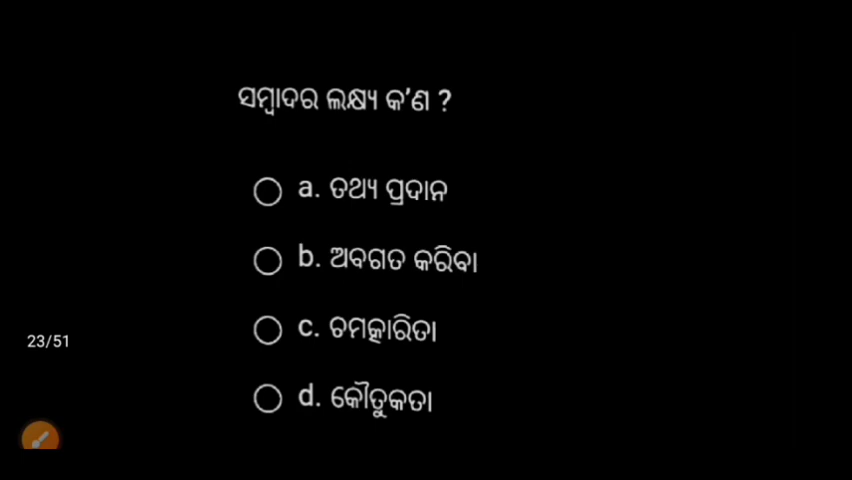 ସମ୍ବାଦର ଲକ୍ଷ୍ୟ କ'ଣ ?
a. ତଥ୍ୟ ପ୍ରଦାନ
b. ଅବଗତ କରିବା
c. ଚମତ୍କାରିତା
23/51
d. କୌତୁକତା